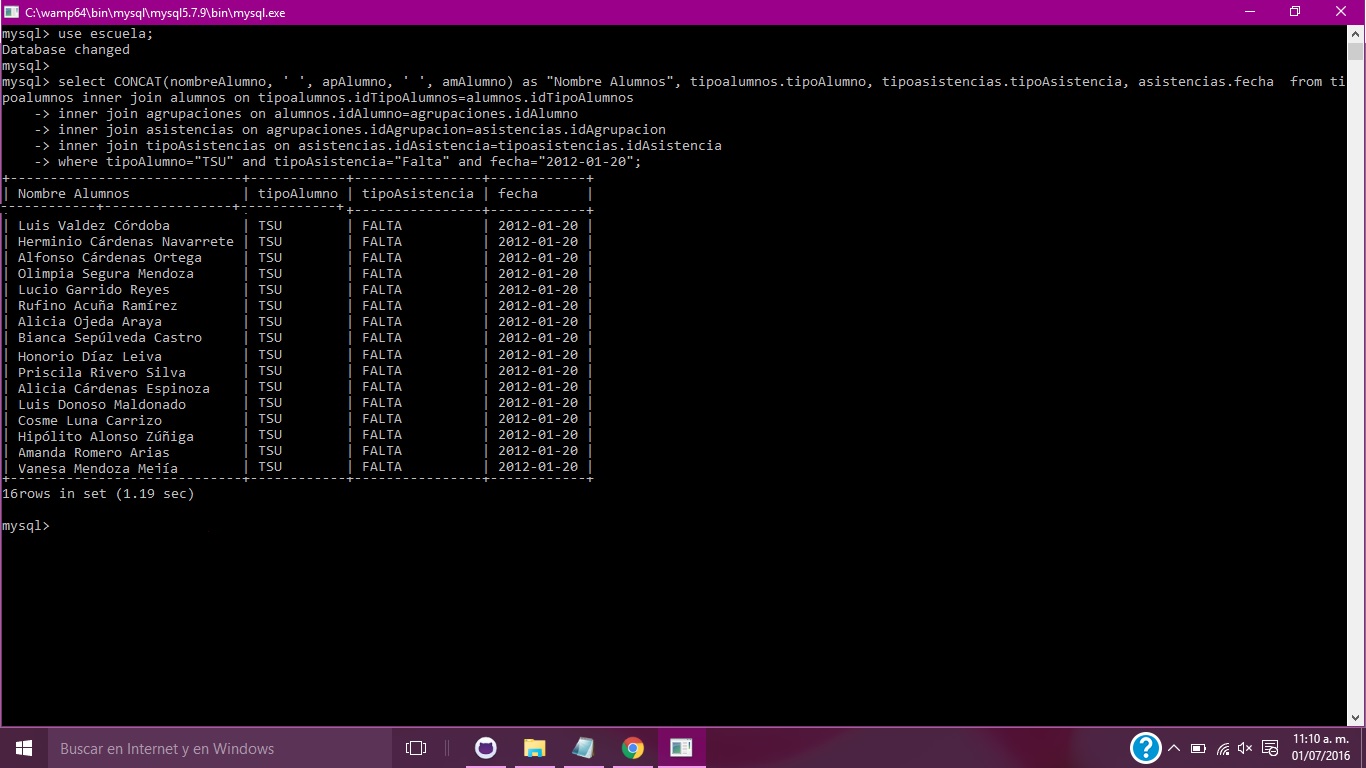 C:\wamp64\bin\mysql\mysql5.7.9\bin\mysql.exe
mysql> use escuela;
Database changed
mysql>
mysql> select CONCAT(nombreAlumno, ' ', apAlumno, ' ', amAlumno) as "Nombre Alumnos", tipoalumnos.tipoAlumno, tipoasistencias.tipoAsistencia, asistencias.fecha  from ti
poalumnos inner join alumnos on tipoalumnos.idTipoAlumnos=alumnos.idTipoAlumnos
    -> inner join agrupaciones on alumnos.idAlumno=agrupaciones.idAlumno
    -> inner join asistencias on agrupaciones.idAgrupacion=asistencias.idAgrupacion
    -> inner join tipoAsistencias on asistencias.idAsistencia=tipoasistencias.idAsistencia
    -> where tipoAlumno="TSU" and tipoAsistencia="Falta" and fecha="2012-01-20";
+-----------------------------+------------+----------------+------------+
| Nombre Alumnos              | tipoAlumno | tipoAsistencia | fecha      |
------------+----------------+------------+ +----------------+------------+
| Luis Valdez Córdoba         | TSU        | FALTA          | 2012-01-20 |
| Herminio Cárdenas Navarrete | TSU        | FALTA          | 2012-01-20 |
| Alfonso Cárdenas Ortega     | TSU        | FALTA          | 2012-01-20 |
| Olimpia Segura Mendoza      | TSU        | FALTA          | 2012-01-20 |
| Lucio Garrido Reyes         | TSU        | FALTA          | 2012-01-20 |
| Rufino Acuña Ramírez        | TSU        | FALTA          | 2012-01-20 |
| Alicia Ojeda Araya          | TSU        | FALTA          | 2012-01-20 |
| Bianca Sepúlveda Castro     | TSU        | FALTA          | 2012-01-20 |
| Honorio Díaz Leiva          | TSU        | FALTA          | 2012-01-20 |
| Priscila Rivero Silva       | TSU        | FALTA          | 2012-01-20 |
| Alicia Cárdenas Espinoza    | TSU        | FALTA          | 2012-01-20 |
| Luis Donoso Maldonado       | TSU        | FALTA          | 2012-01-20 |
| Cosme Luna Carrizo          | TSU        | FALTA          | 2012-01-20 |
| Hipólito Alonso Zúñiga      | TSU        | FALTA          | 2012-01-20 |
| Amanda Romero Arias         | TSU        | FALTA          | 2012-01-20 |
| Vanesa Mendoza Mejía        | TSU        | FALTA          | 2012-01-20 |
+-----------------------------+------------+----------------+------------+
16rows in set (1.19 sec)
mysql>
Buscar en Internet y en Windows
11:10 a. m.
01/07/2016